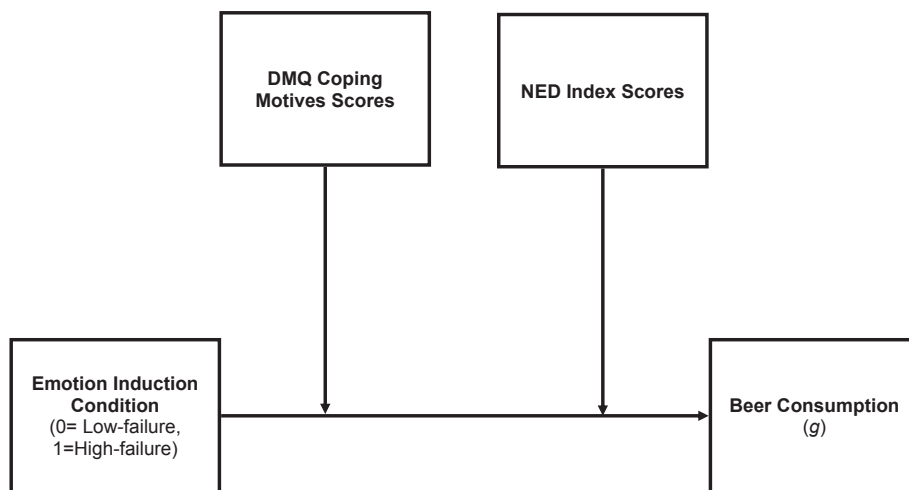 DMQ Coping
Motives Scores
NED Index Scores
Emotion Induction
Condition
(0= Low-failure,
1=High-failure)
Beer Consumption
(g)